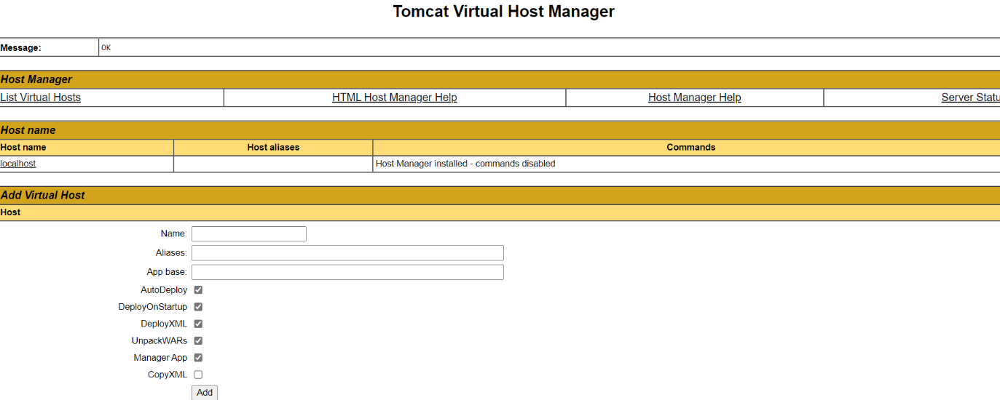 Tomcat Virtual Host Manager
Message: OK
Host Manager
List Virtual Hosts HTML Host Manager Help Host Manager Help Server Statu
Host name
Host name Host aliases Commands
localhost Host Manager installed - commands disabled
Add Virtual Host
Host
Name:
Aliases:
App base:
AutoDeploy
DeployOnStartup
DeployXML
UnpackWARs
Manager App
CopyXML
Add